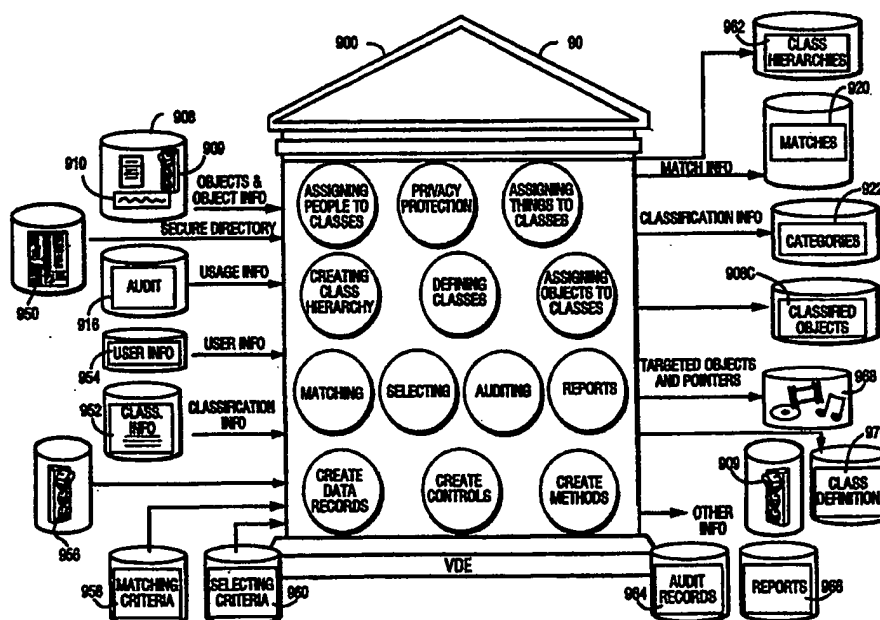 900
90
962
CLASS
HIERARCHIES
908
909
910
OBJECTS &
OBJECT INFO
SECURE DIRECTORY
950
AUDIT
916
USAGE INFO
USER INFO
954
USER INFO
952
CLASS.
INFO
CLASSIFICATION
INFO
956
MATCHING
CRITERIA
958
SELECTING
CRITERIA
960
ASSIGNING
PEOPLE TO
CLASSES
PRIVACY
PROTECTION
ASSIGNING
THINGS TO
CLASSES
CREATING
CLASS
HIERARCHY
DEFINING
CLASSES
ASSIGNING
OBJECTS TO
CLASSES
MATCHING
SELECTING
AUDITING
REPORTS
CREATE
DATA
RECORDS
CREATE
CONTROLS
CREATE
METHODS
VDE
920
MATCHES
MATCH INFO
CLASSIFICATION INFO
922
CATEGORIES
908C
CLASSIFIED
OBJECTS
TARGETED OBJECTS
AND POINTERS
968
97
CLASS
DEFINITION
909
OTHER
INFO
AUDIT
RECORDS
964
REPORTS
966